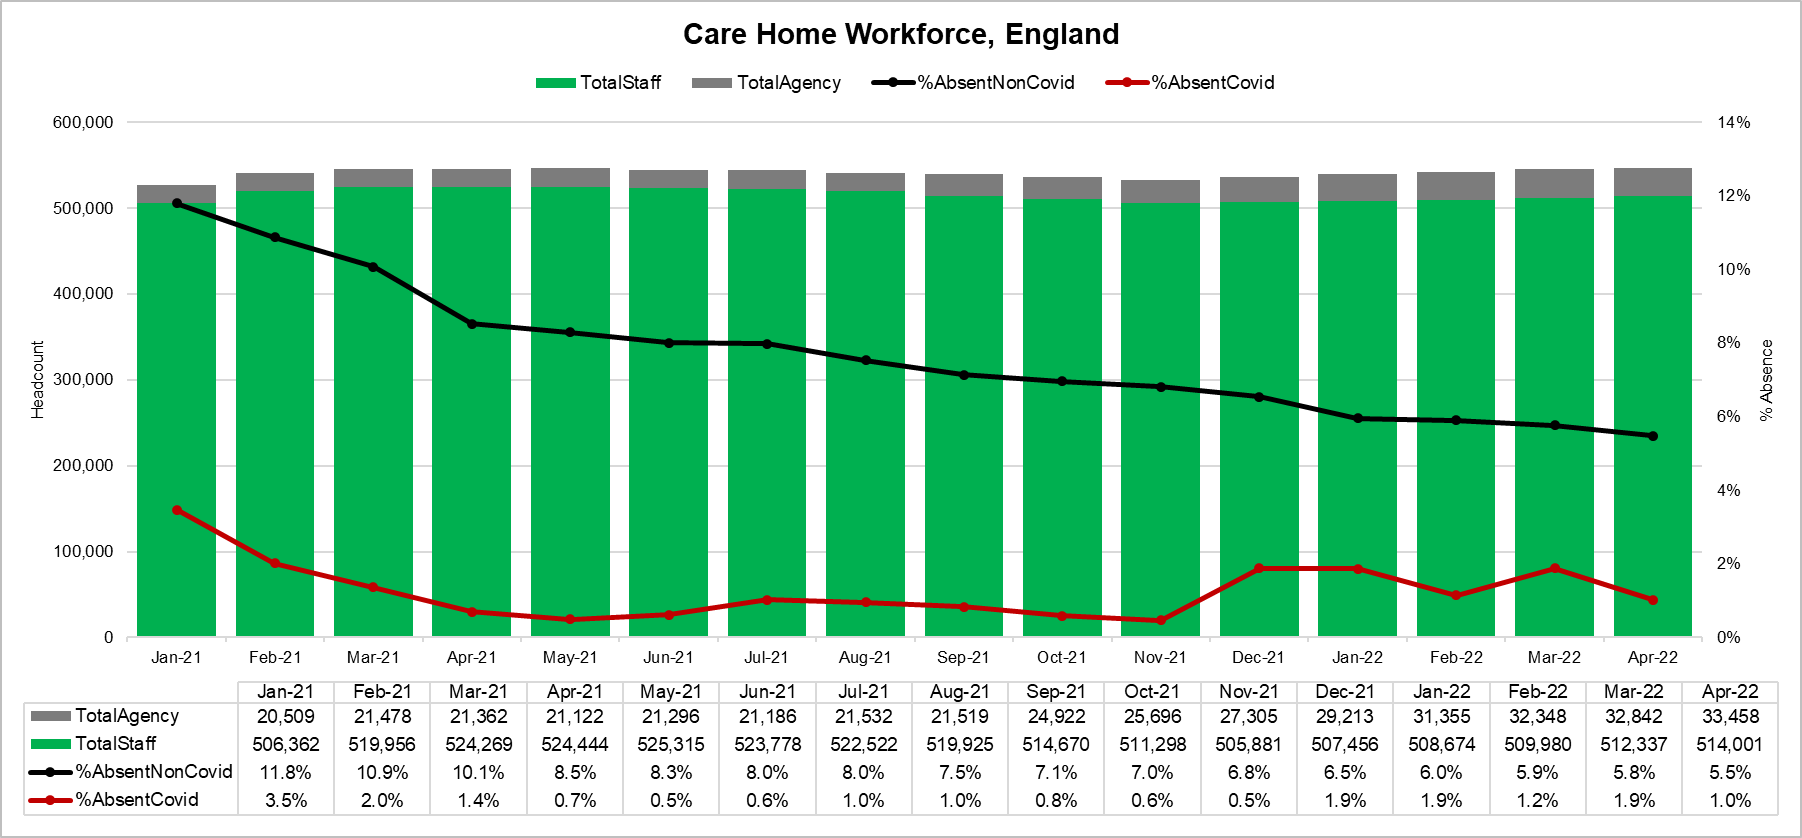 Care Home Workforce, England
TotalStaff TotalAgency %AbsentNonCovid %AbsentCovid
600,000 14%
12%
500,000
10%
400,000
8%
Headcount
% Absence
300,000
6%
200,000
4%
100,000
2%
0 0%
Jan-21 Feb-21 Mar-21 Apr-21 May-21 Jun-21 Jul-21 Aug-21 Sep-21 Oct-21 Nov-21 Dec-21 Jan-22 Feb-22 Mar-22 Apr-22
Jan-21 Feb-21 Mar-21 Apr-21 May-21 Jun-21 Jul-21 Aug-21 Sep-21 Oct-21 Nov-21 Dec-21 Jan-22 Feb-22 Mar-22 Apr-22
TotalAgency 20,509 21,478 21,362 21,122 21,296 21,186 21,532 21,519 24,922 25,696 27,305 29,213 31,355 32,348 32,842 33,458
TotalStaff 506,362 519,956 524,269 524,444 525,315 523,778 522,522 519,925 514,670 511,298 505,881 507,456 508,674 509,980 512,337 514,001
%AbsentNonCovid 11.8% 10.9% 10.1% 8.5% 8.3% 8.0% 8.0% 7.5% 7.1% 7.0% 6.8% 6.5% 6.0% 5.9% 5.8% 5.5%
%AbsentCovid 3.5% 2.0% 1.4% 0.7% 0.5% 0.6% 1.0% 1.0% 0.8% 0.6% 0.5% 1.9% 1.9% 1.2% 1.9% 1.0%